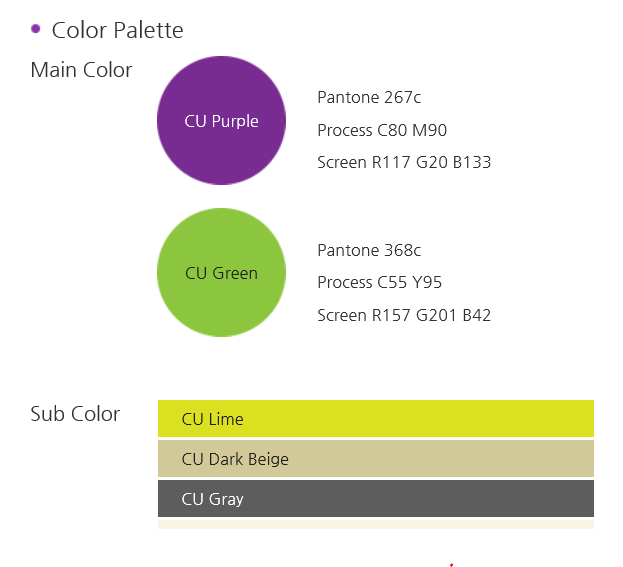 Color Palette
Main Color
CU Purple
Pantone 267c
Process C80 M90
Screen R117 G20 B133
CU Green
Pantone 368c
Process C55 Y95
Screen R157 G201 B42
Sub Color
CU Lime
CU Dark Beige
CU Gray